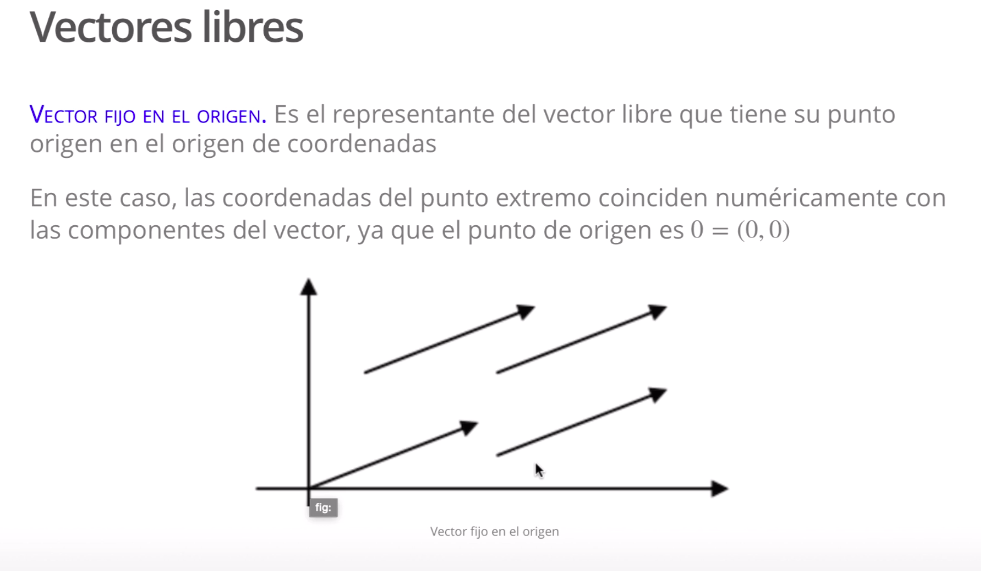 Vectores libres
Vector fijo en el origen. Es el representante del vector libre que tiene su punto
origen en el origen de coordenadas
En este caso, las coordenadas del punto extremo coinciden numéricamente con
las componentes del vector, ya que el punto de origen es 0 = (0, 0)
fig:
Vector fijo en el origen